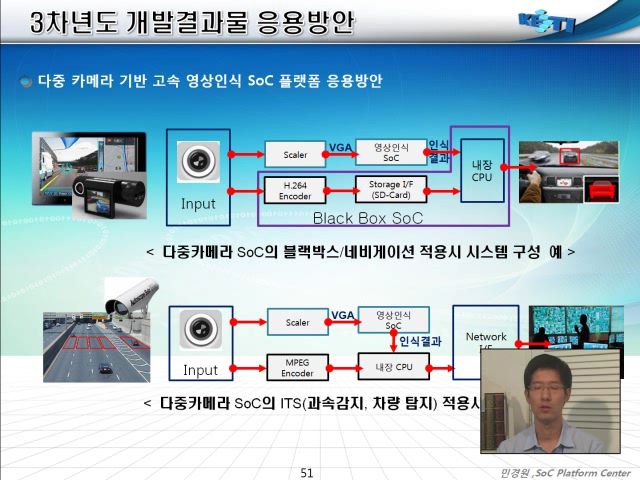 3차년도 개발결과물 응용방안
KETI
다중 카메라 기반 고속 영상인식 SoC 플랫폼 응용방안
Input
Scaler
VGA
영상인식
SoC
인식
결과
내장
CPU
H.264
Encoder
Storage I/F
(SD-Card)
Black Box SoC
< 다중카메라 SoC의 블랙박스/네비게이션 적용시 시스템 구성 예 >
Input
Scaler
VGA
영상인식
SoC
인식결과
MPEG
Encoder
내장 CPU
Network
< 다중카메라 SoC의 ITS(과속감지, 차량 탐지) 적용시
51
민경원 ,SoC Platform Center